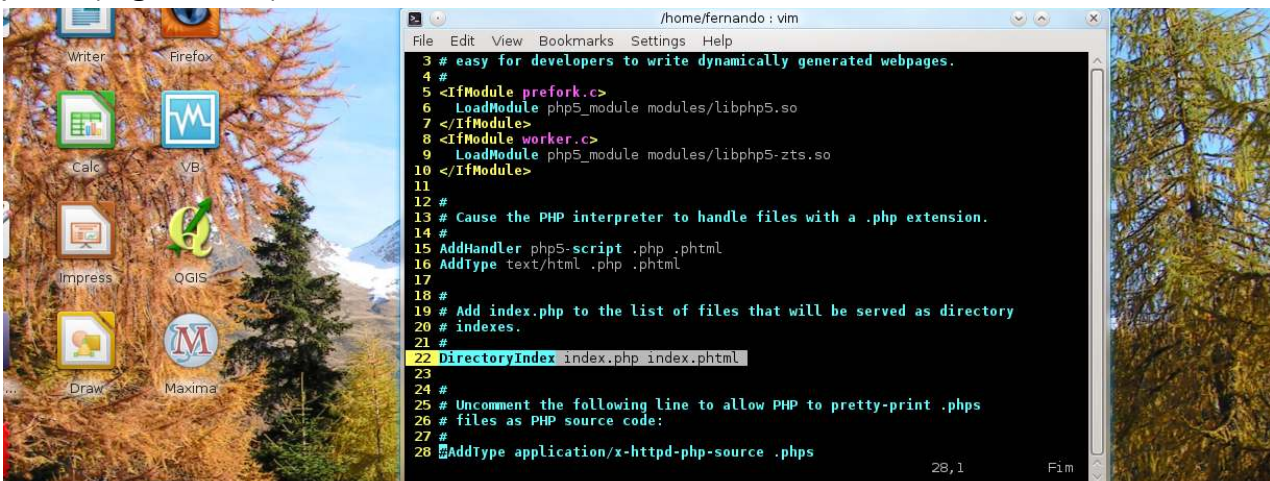 Writer
Firefox
Calc
VB
Impress
QGIS
Draw
Maxima
/home/fernando : vim
File Edit View Bookmarks Settings Help
3 # easy for developers to write dynamically generated webpages.
4 #
5 <IfModule prefork.c>
6   LoadModule php5_module modules/libphp5.so
7 </IfModule>
8 <IfModule worker.c>
9   LoadModule php5_module modules/libphp5-zts.so
10 </IfModule>
11
12 #
13 # Cause the PHP interpreter to handle files with a .php extension.
14 #
15 AddHandler php5-script .php .phtml
16 AddType text/html .php .phtml
17
18 #
19 # Add index.php to the list of files that will be served as directory
20 # indexes.
21 #
22 DirectoryIndex index.php index.phtml
23
24 #
25 # Uncomment the following line to allow PHP to pretty-print .phps
26 # files as PHP source code:
27 #
28 #AddType application/x-httpd-php-source .phps
28,1 Fim